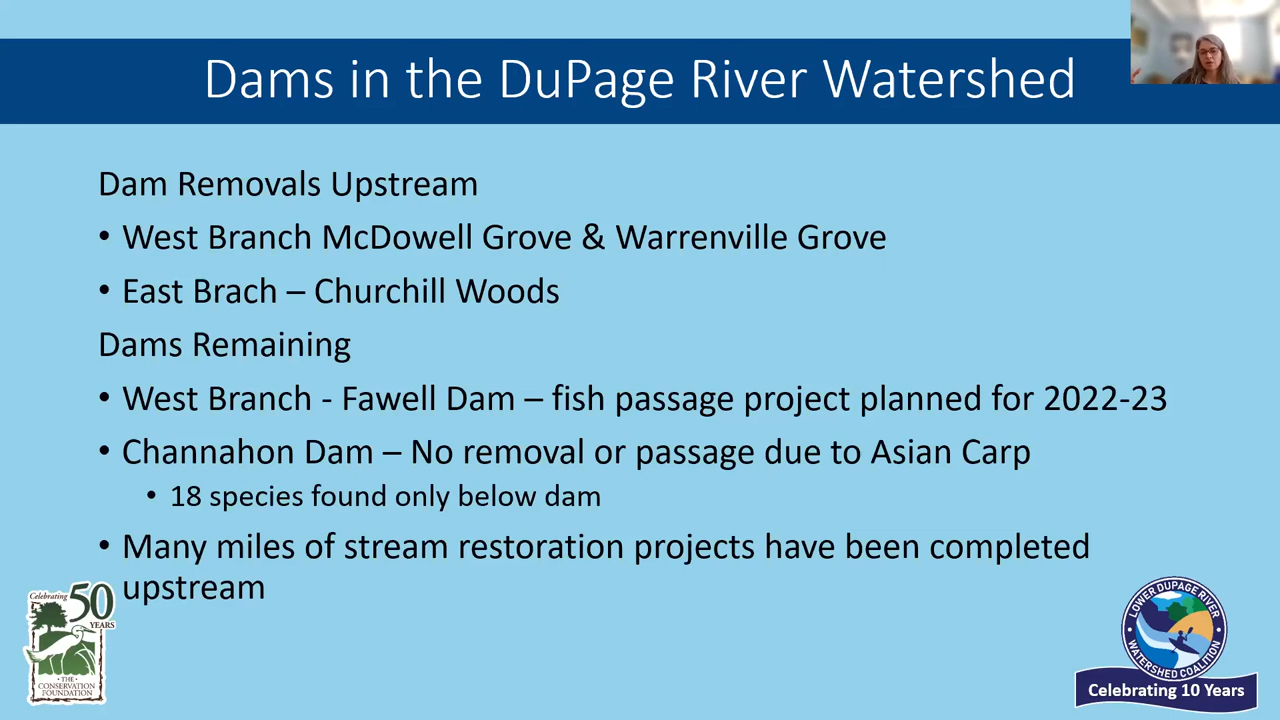 Dams in the DuPage River Watershed
Dam Removals Upstream
• West Branch McDowell Grove & Warrenville Grove
• East Brach – Churchill Woods
Dams Remaining
• West Branch - Fawell Dam – fish passage project planned for 2022-23
• Channahon Dam – No removal or passage due to Asian Carp
• 18 species found only below dam
• Many miles of stream restoration projects have been completed
upstream
Celebrating 50
YEARS
• THE
CONSERVATION
FOUNDATION
LOWER DUPAGE RIVER
WATERSHED COALITION
Celebrating 10 Years